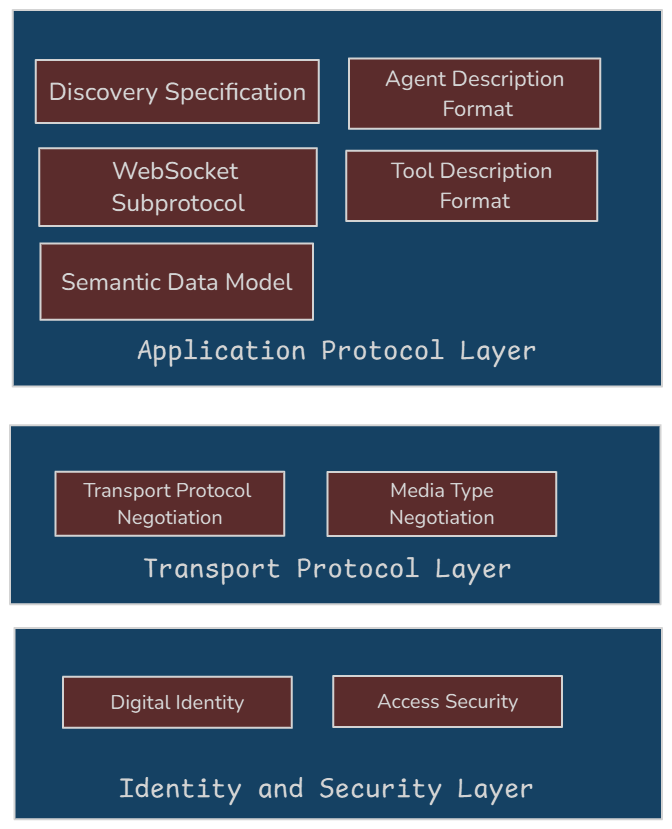 Discovery Specification
Agent Description
Format
WebSocket
Subprotocol
Tool Description
Format
Semantic Data Model
Application Protocol Layer
Transport Protocol
Negotiation
Media Type
Negotiation
Transport Protocol Layer
Digital Identity
Access Security
Identity and Security Layer